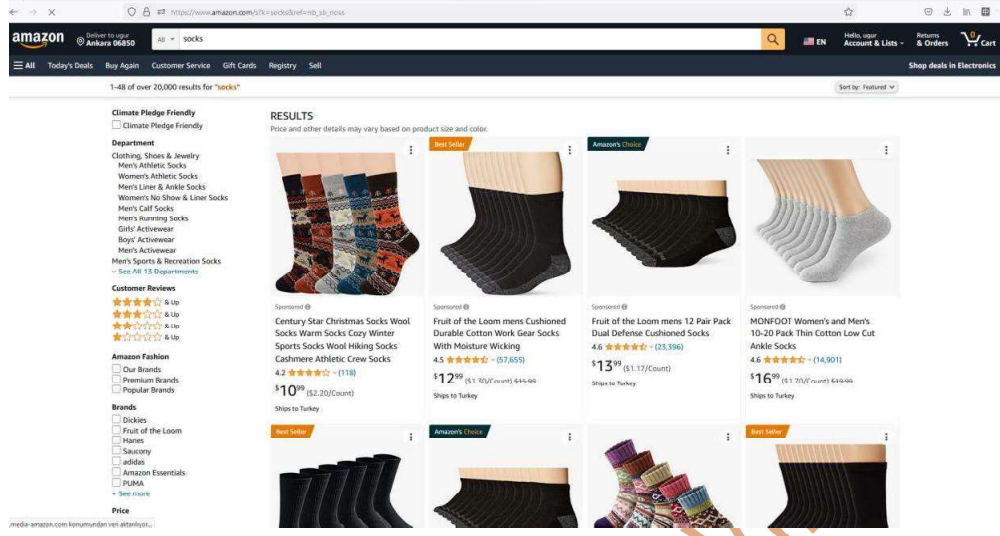 https://www.amazon.com/s?k=socks&ref=nb_sb_noss
amazon
Deliver to ugur
Ankara 06850
All
socks
EN
Hello, ugur
Account & Lists
Returns
& Orders
0
Cart
All
Today's Deals
Buy Again
Customer Service
Gift Cards
Registry
Sell
Shop deals in Electronics
1-48 of over 20,000 results for "socks"
Sort by: Featured
Climate Pledge Friendly
Climate Pledge Friendly
Department
Clothing, Shoes & Jewelry
Men's Athletic Socks
Women's Athletic Socks
Men's Liner & Ankle Socks
Women's No Show & Liner Socks
Men's Calf Socks
Men's Running Socks
Girls' Activewear
Boys' Activewear
Men's Activewear
Men's Sports & Recreation Socks
See All 13 Departments
Customer Reviews
& Up
& Up
& Up
& Up
Amazon Fashion
Our Brands
Premium Brands
Popular Brands
Brands
Dickies
Fruit of the Loom
Hanes
Saucony
adidas
Amazon Essentials
PUMA
See more
Price
RESULTS
Price and other details may vary based on product size and color.
Sponsored
Century Star Christmas Socks Wool
Socks Warm Socks Cozy Winter
Sports Socks Wool Hiking Socks
Cashmere Athletic Crew Socks
4.2 (118)
$10.99 ($2.20/Count)
Ships to Turkey
Best Seller
Sponsored
Fruit of the Loom mens Cushioned
Durable Cotton Work Gear Socks
With Moisture Wicking
4.5 (57,655)
$12.99 ($1.30/Count) $15.99
Ships to Turkey
Amazon's Choice
Sponsored
Fruit of the Loom mens 12 Pair Pack
Dual Defense Cushioned Socks
4.6 (23,396)
$13.99 ($1.17/Count)
Ships to Turkey
Sponsored
MONFOOT Women's and Men's
10-20 Pack Thin Cotton Low Cut
Ankle Socks
4.6 (14,901)
$16.99 ($1.70/Count) $19.99
Ships to Turkey
Best Seller
Amazon's Choice
Best Seller
.media-amazon.com konumundan veri aktarılıyor...